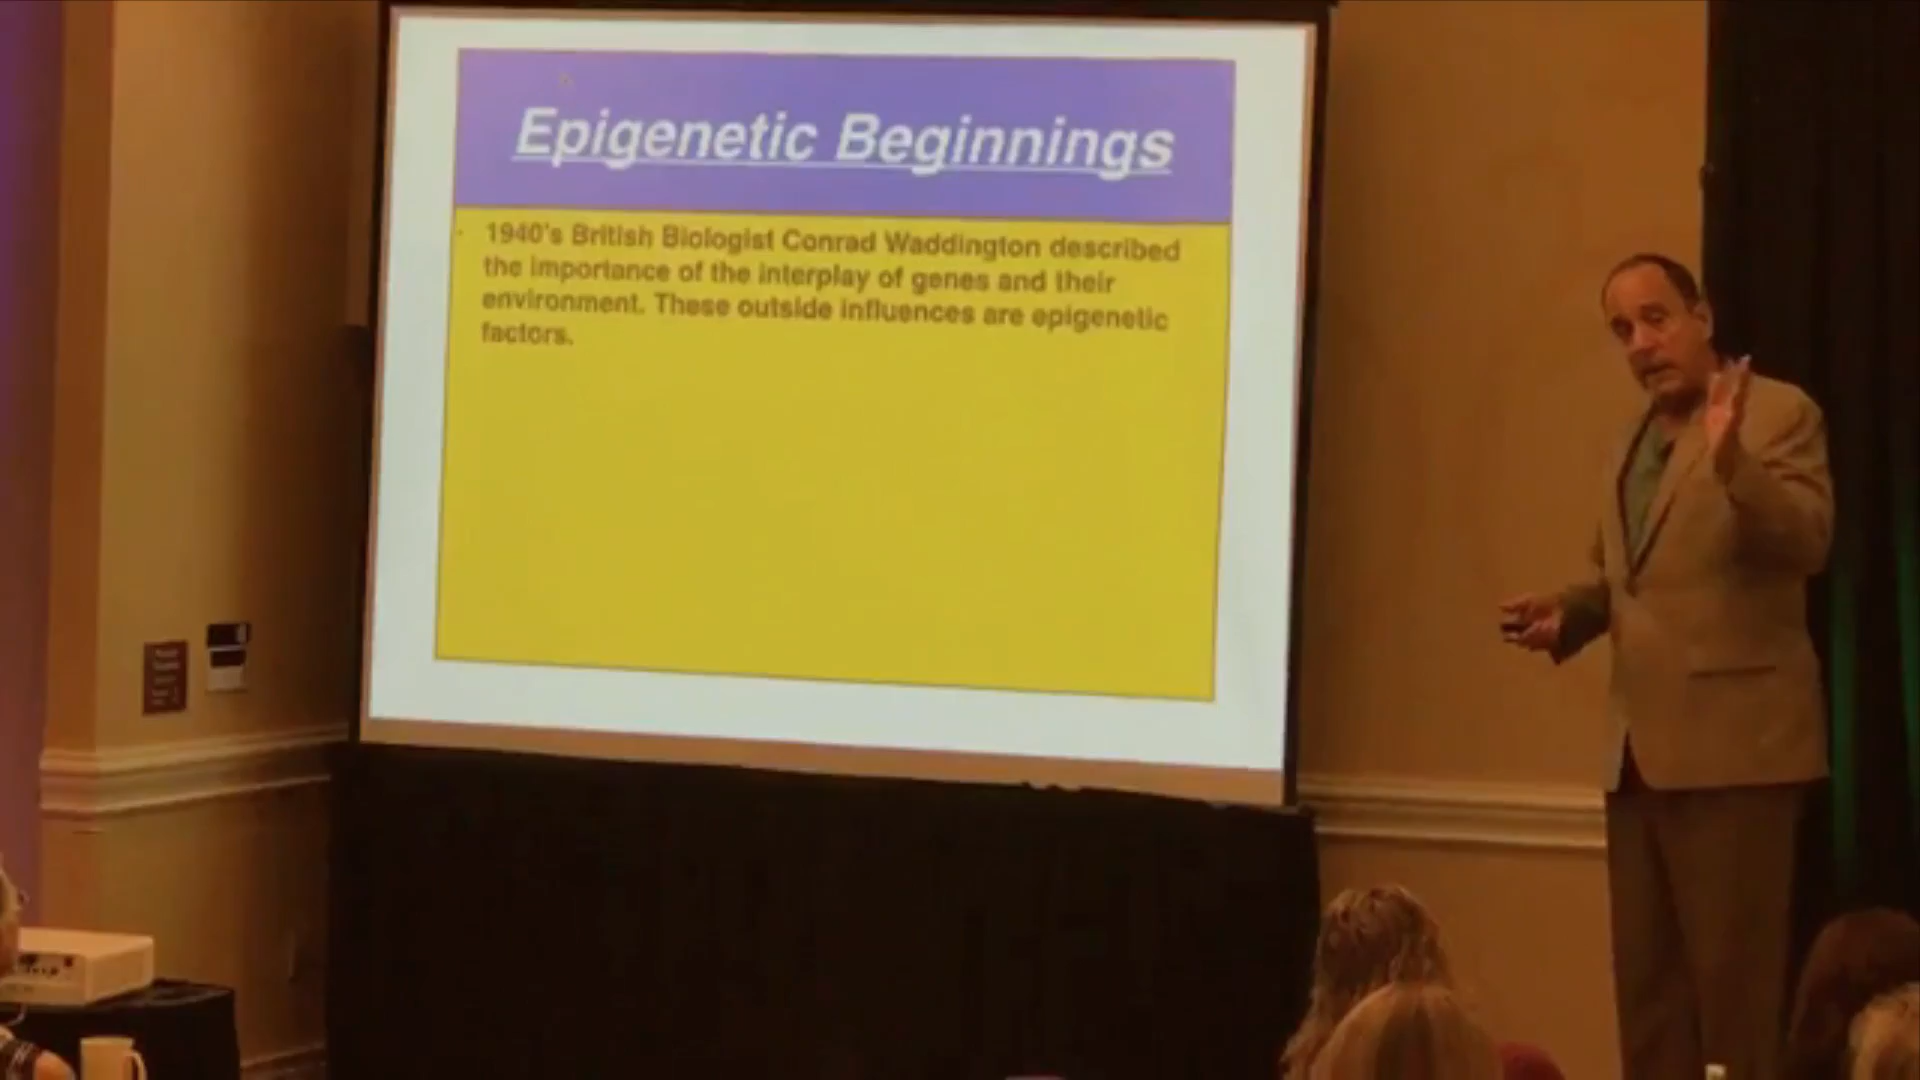 Epigenetic Beginnings
· 1940's British Biologist Conrad Waddington described
the importance of the interplay of genes and their
environment. These outside influences are epigenetic
factors.